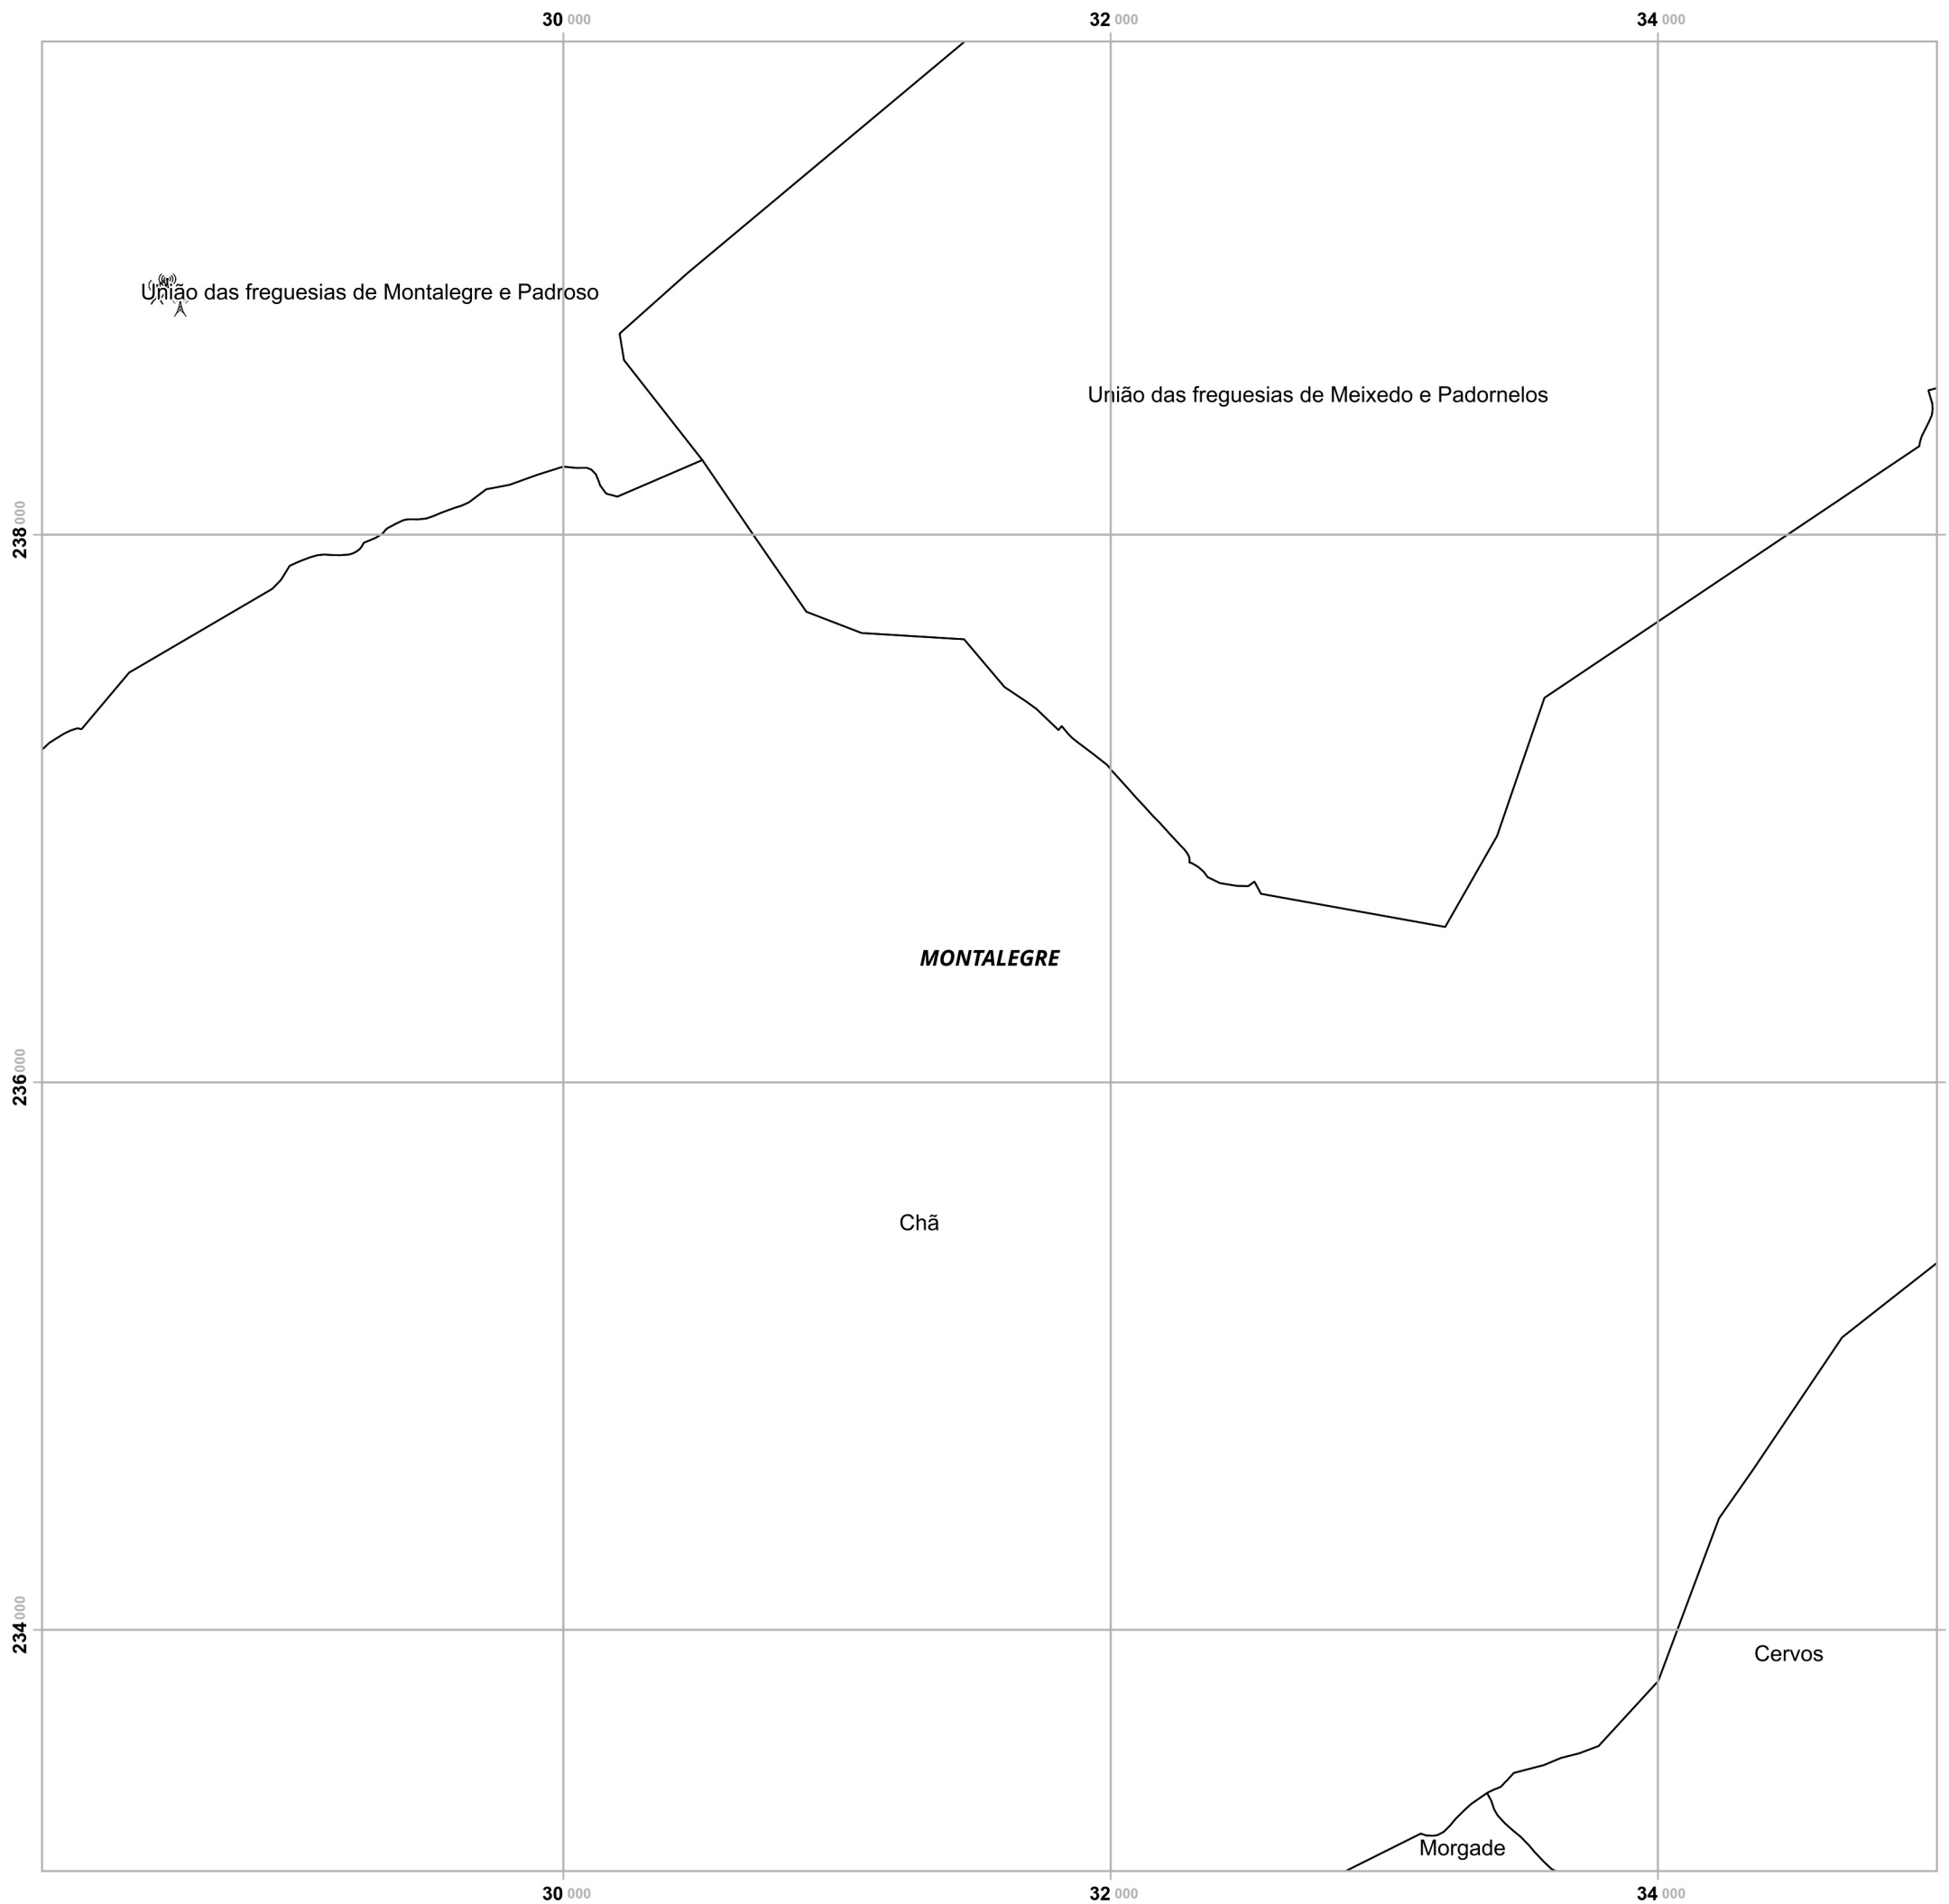 30 000 32 000 34 000
União das freguesias de Montalegre e Padroso
União das freguesias de Meixedo e Padornelos
238 000
MONTALEGRE
236 000
Chã
234 000
Cervos
Morgade
30 000 32 000 34 000